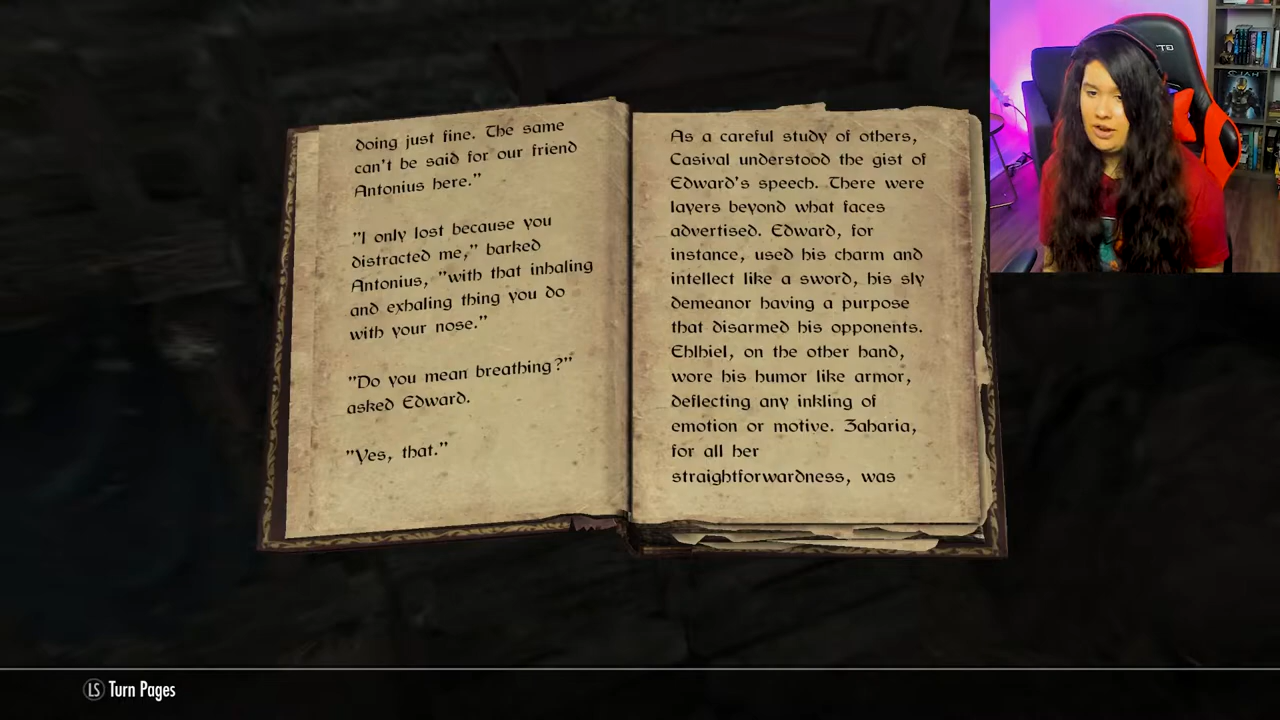 doing just fine. The same
can't be said for our friend
Antonius here."
"I only lost because you
distracted me," barked
Antonius, "with that inhaling
and exhaling thing you do
with your nose."
"Do you mean breathing?"
asked Edward.
"Yes, that."
As a careful study of others,
Casival understood the gist of
Edward's speech. There were
layers beyond what faces
advertised. Edward, for
instance, used his charm and
intellect like a sword, his sly
demeanor having a purpose
that disarmed his opponents.
Ehlhiel, on the other hand,
wore his humor like armor,
deflecting any inkling of
emotion or motive. Zaharia,
for all her
straightforwardness, was
LS Turn Pages